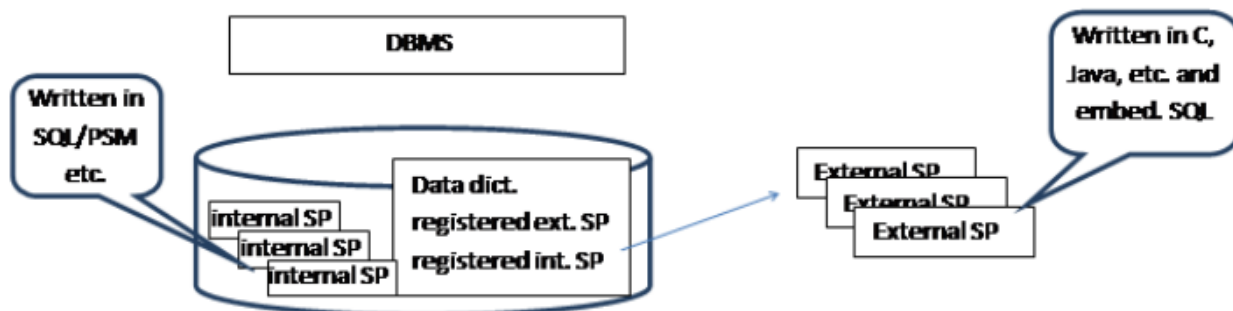 DBMS
Written in
SQL/PSM
etc.
Written in C,
Java, etc. and
embed. SQL
internal SP
internal SP
internal SP
Data dict.
registered ext. SP
registered int. SP
External SP
External SP
External SP